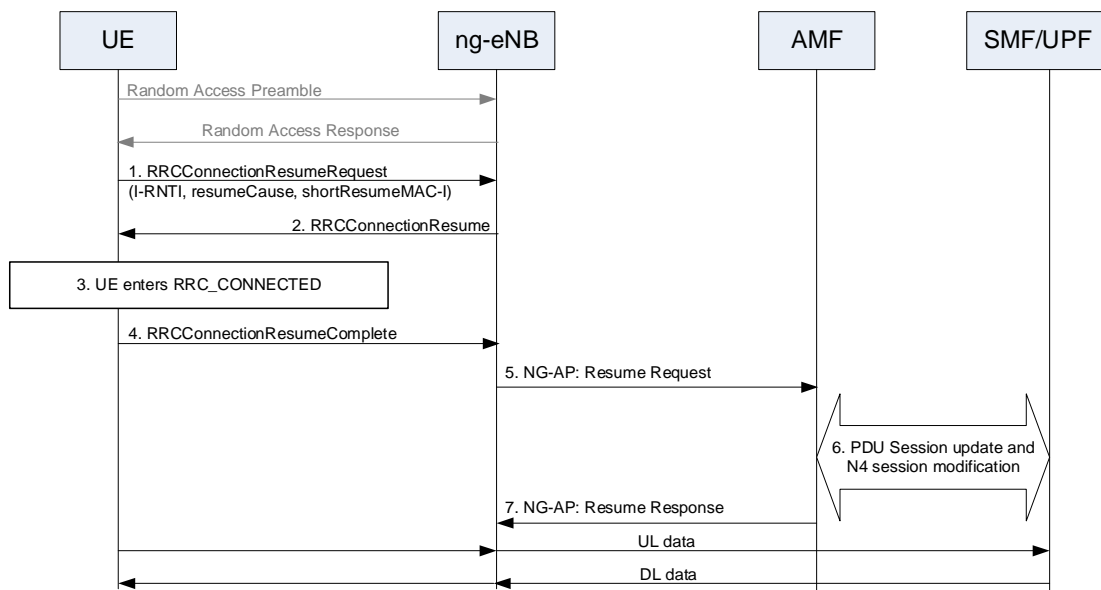 UE
ng-eNB
AMF
SMF/UPF
Random Access Preamble
Random Access Response
1. RRCConnectionResumeRequest
(I-RNTI, resumeCause, shortResumeMAC-I)
2. RRCConnectionResume
3. UE enters RRC_CONNECTED
4. RRCConnectionResumeComplete
5. NG-AP: Resume Request
6. PDU Session update and
N4 session modification
7. NG-AP: Resume Response
UL data
DL data